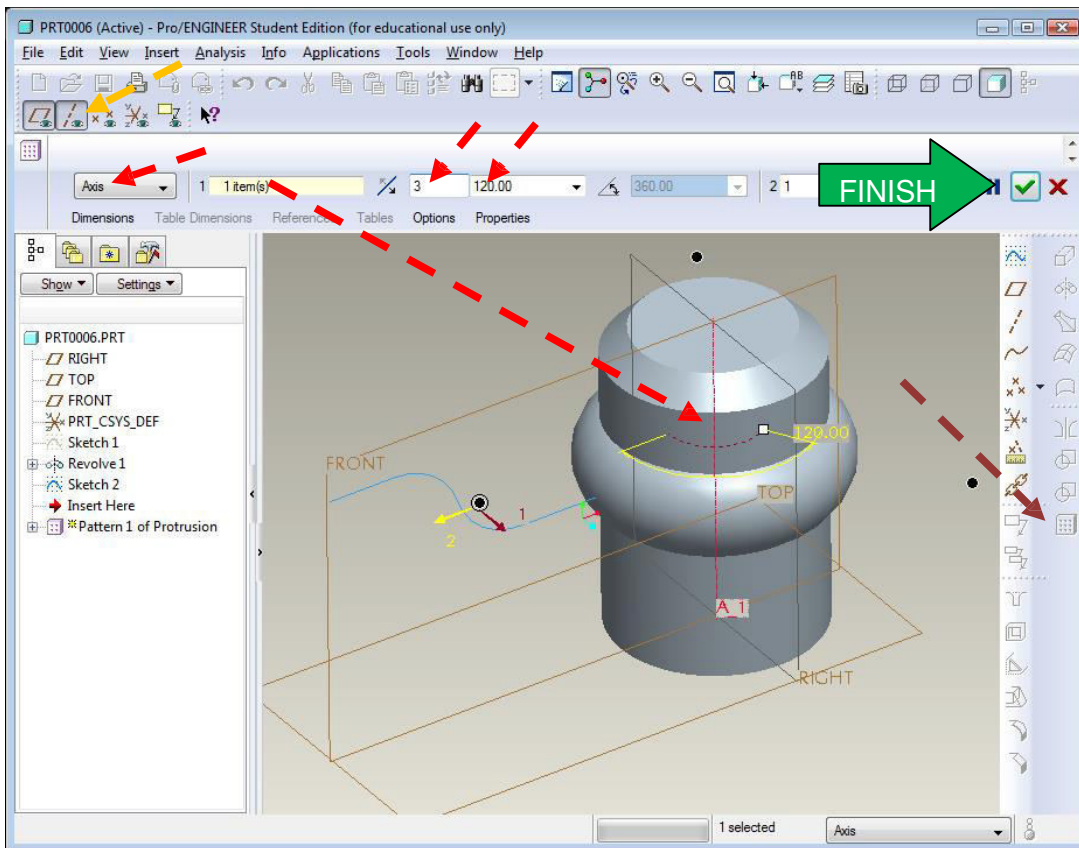 PRT0006 (Active) - Pro/ENGINEER Student Edition (for educational use only)
File Edit View Insert Analysis Info Applications Tools Window Help
Axis 1 1 item(s) 3 120.00 360.00 2 1 FINISH
Dimensions Table Dimensions References Tables Options Properties
Show Settings
PRT0006.PRT
RIGHT
TOP
FRONT
PRT_CSYS_DEF
Sketch 1
Revolve 1
Sketch 2
Insert Here
Pattern 1 of Protrusion
120.00
FRONT
TOP
1
2
A_1
RIGHT
1 selected Axis